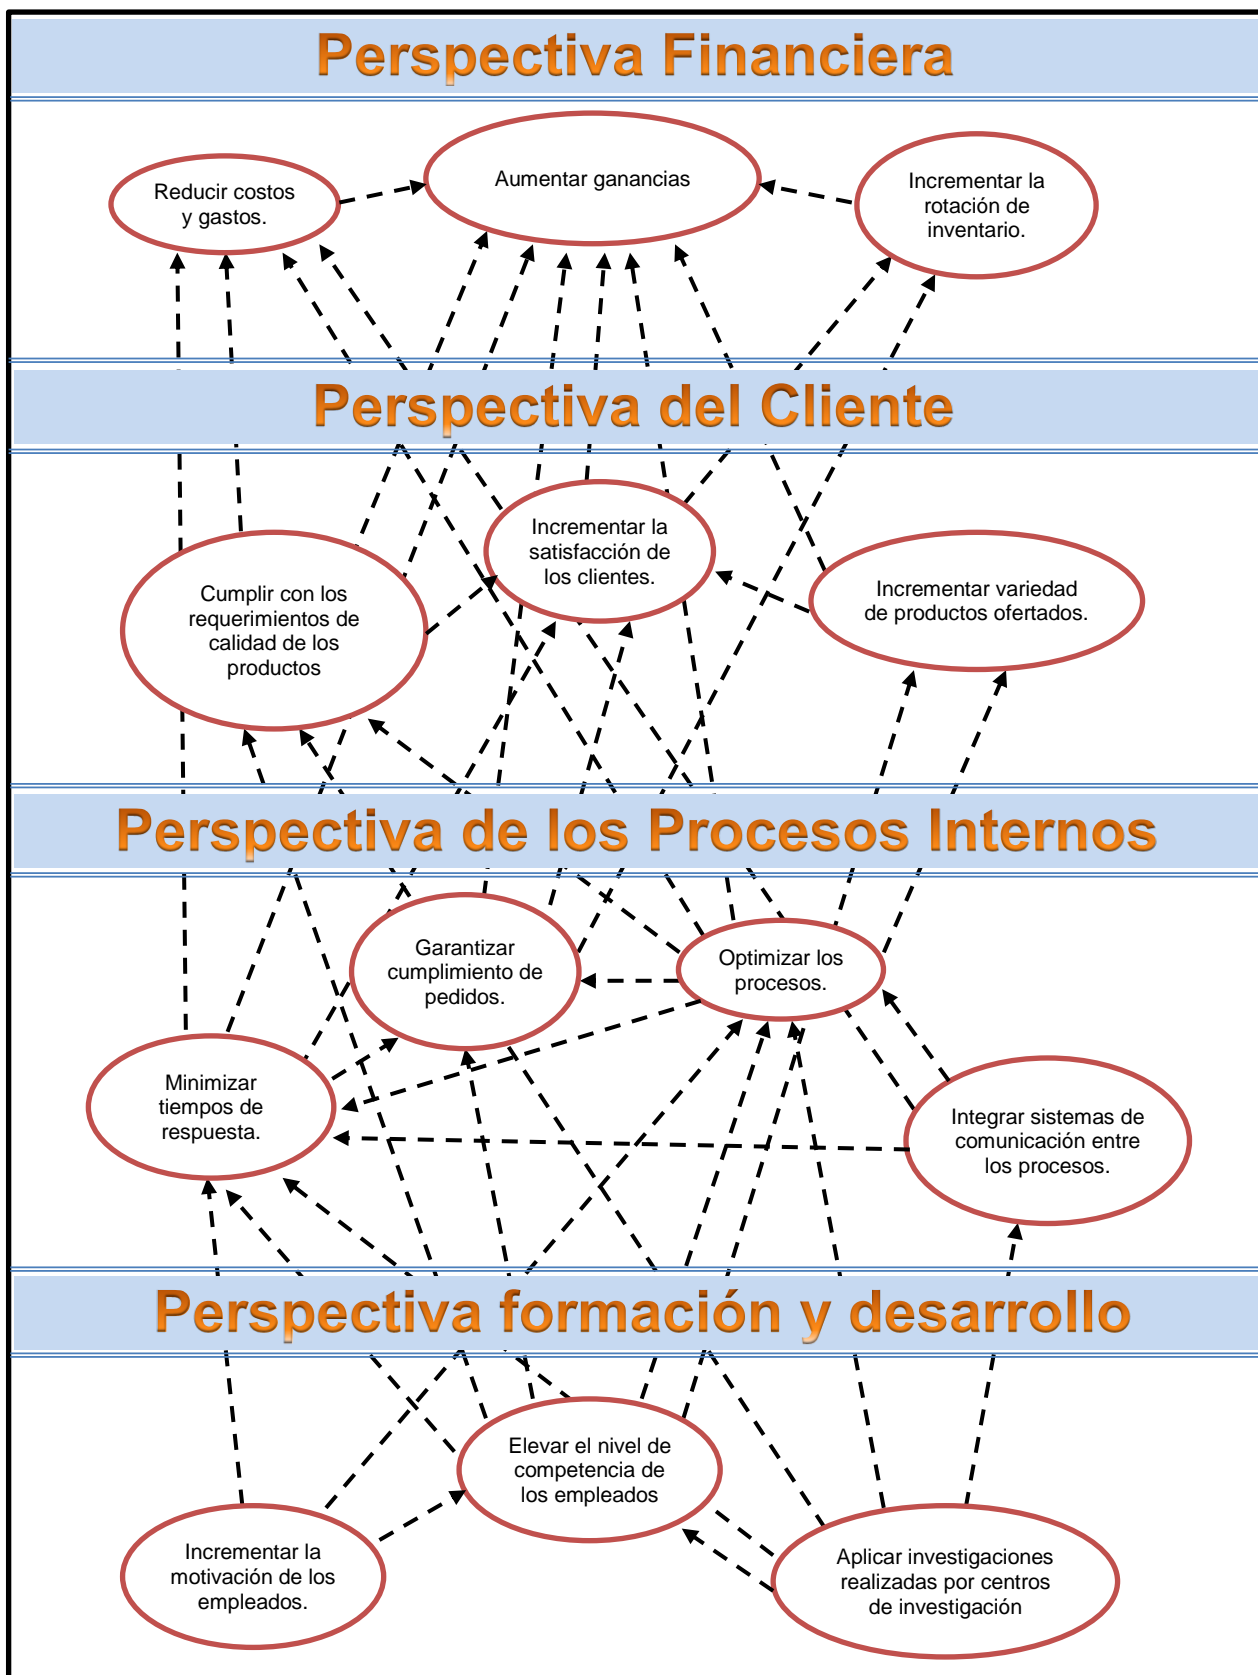 Perspectiva Financiera
Reducir costos
y gastos.
Aumentar ganancias
Incrementar la
rotación de
inventario.
Perspectiva del Cliente
Cumplir con los
requerimientos de
calidad de los
productos
Incrementar la
satisfacción de
los clientes.
Incrementar variedad
de productos ofertados.
Perspectiva de los Procesos Internos
Garantizar
cumplimiento de
pedidos.
Optimizar los
procesos.
Minimizar
tiempos de
respuesta.
Integrar sistemas de
comunicación entre
los procesos.
Perspectiva formación y desarrollo
Elevar el nivel de
competencia de
los empleados
Incrementar la
motivación de los
empleados.
Aplicar investigaciones
realizadas por centros
de investigación